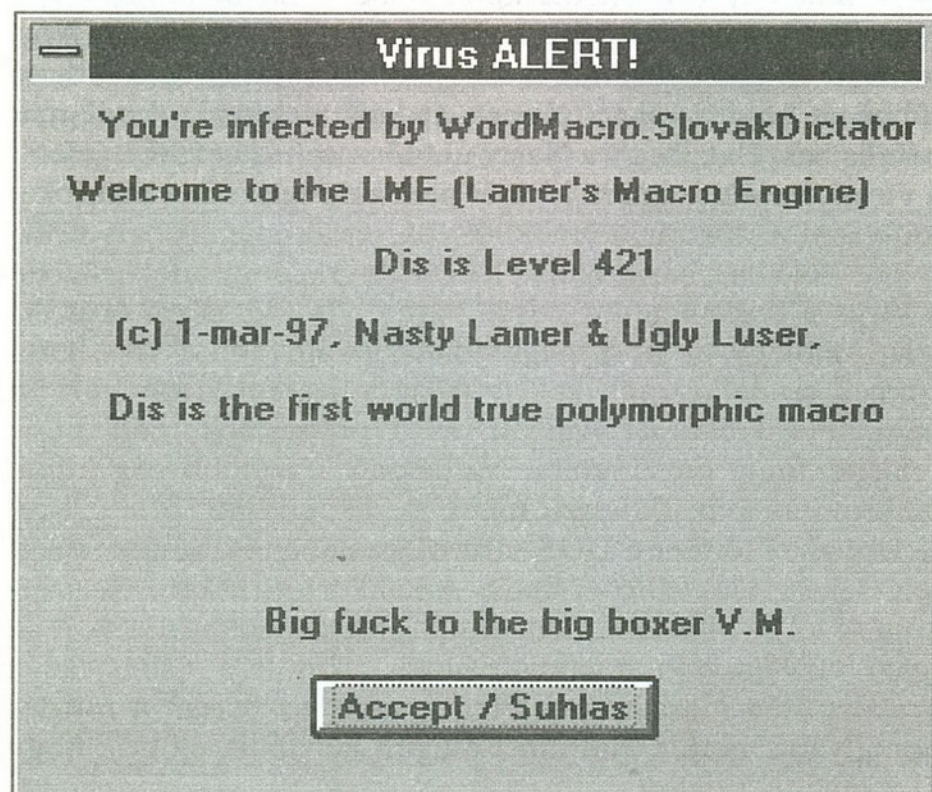 Virus ALERT!
You're infected by WordMacro.SlovakDictator
Welcome to the LME (Lamer's Macro Engine)
Dis is Level 421
(c) 1-mar-97, Nasty Lamer & Ugly Luser,
Dis is the first world true polymorphic macro
Big fuck to the big boxer V.M.
Accept / Suhlas